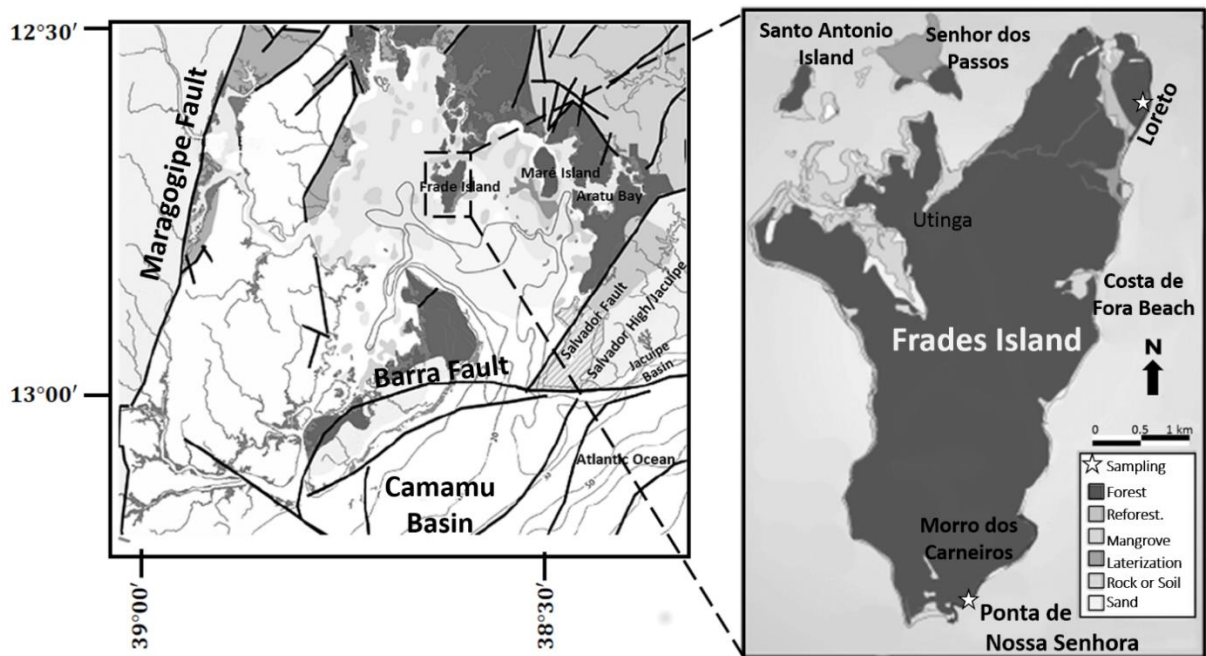 12°30′
13°00′
39°00′
38°30′
Maragogipe Fault
Frade Island
Maré Island
Aratu Bay
Salvador Fault
Salvador High/Jacuípe
Jacuípe
Basin
Barra Fault
Camamu
Basin
Atlantic Ocean
20
50
Santo Antonio
Island
Senhor dos
Passos
Loreto
Utinga
Costa de
Fora Beach
Frades Island
N
0 0.5 1 km
Sampling
Forest
Reforest.
Mangrove
Laterization
Rock or Soil
Sand
Morro dos
Carneiros
Ponta de
Nossa Senhora